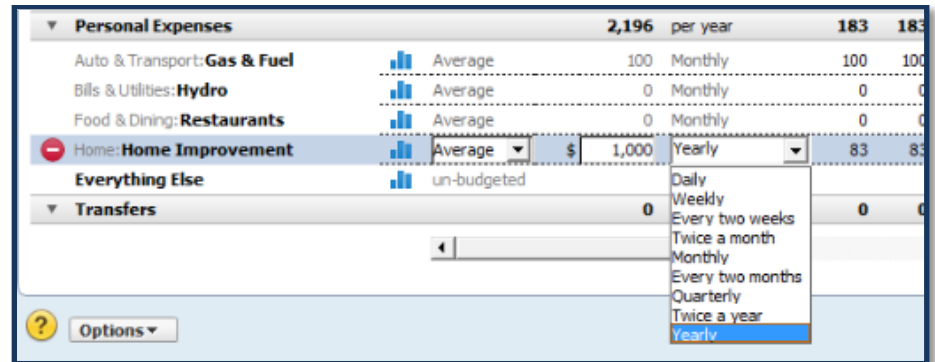 Personal Expenses 2,196 per year 183 183
Auto & Transport:Gas & Fuel Average 100 Monthly 100 100
Bills & Utilities:Hydro Average 0 Monthly 0 0
Food & Dining:Restaurants Average 0 Monthly 0 0
Home:Home Improvement Average $ 1,000 Yearly 83 83
Everything Else un-budgeted
Transfers 0 0 0
Daily
Weekly
Every two weeks
Twice a month
Monthly
Every two months
Quarterly
Twice a year
Yearly
? Options